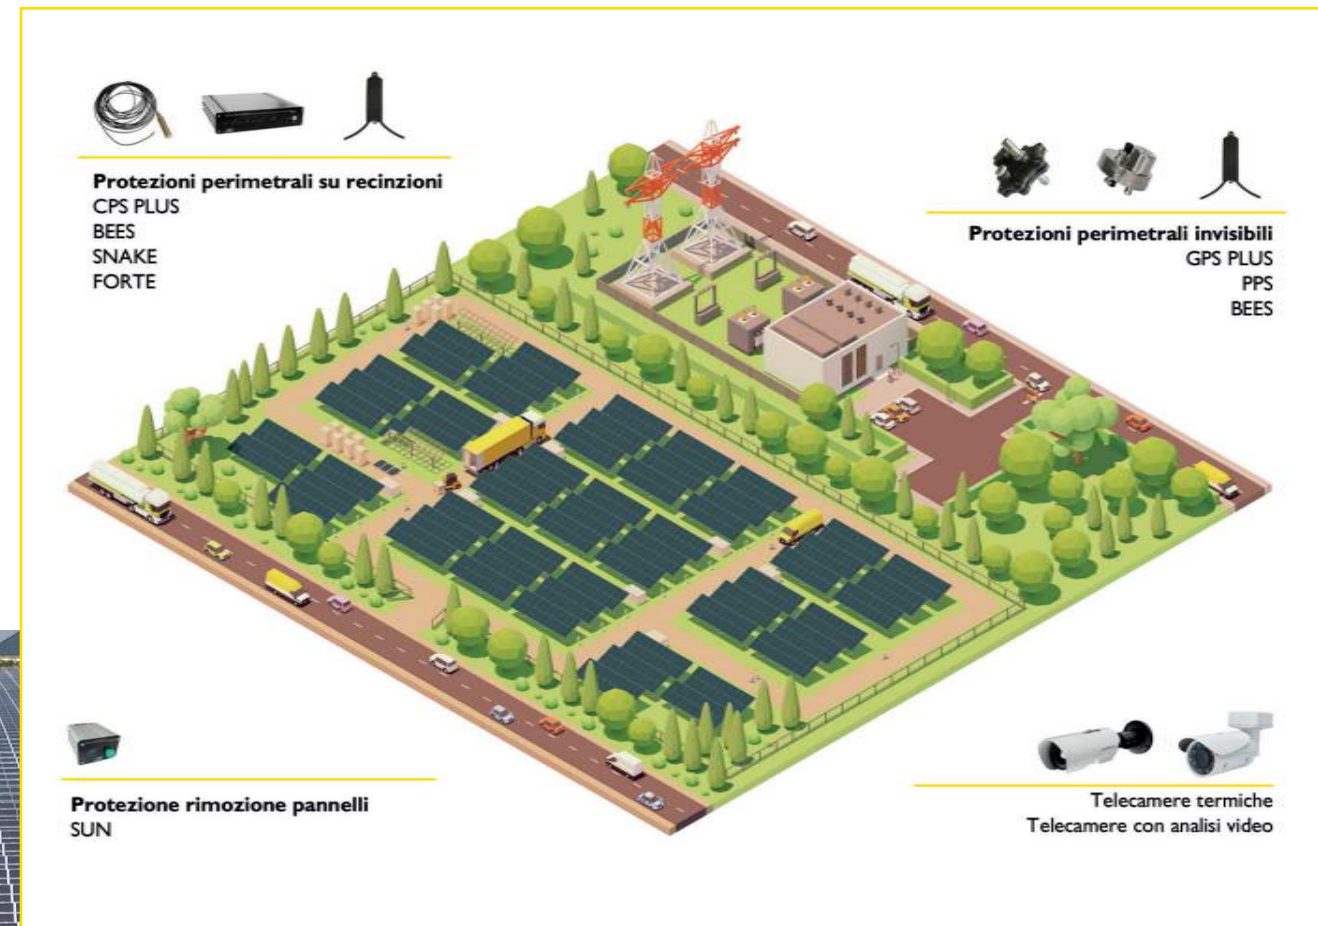 Protezioni perimetrali su recinzioni
CPS PLUS
BEES
SNAKE
FORTE
Protezioni perimetrali invisibili
GPS PLUS
PPS
BEES
Protezione rimozione pannelli
SUN
Telecamere termiche
Telecamere con analisi video